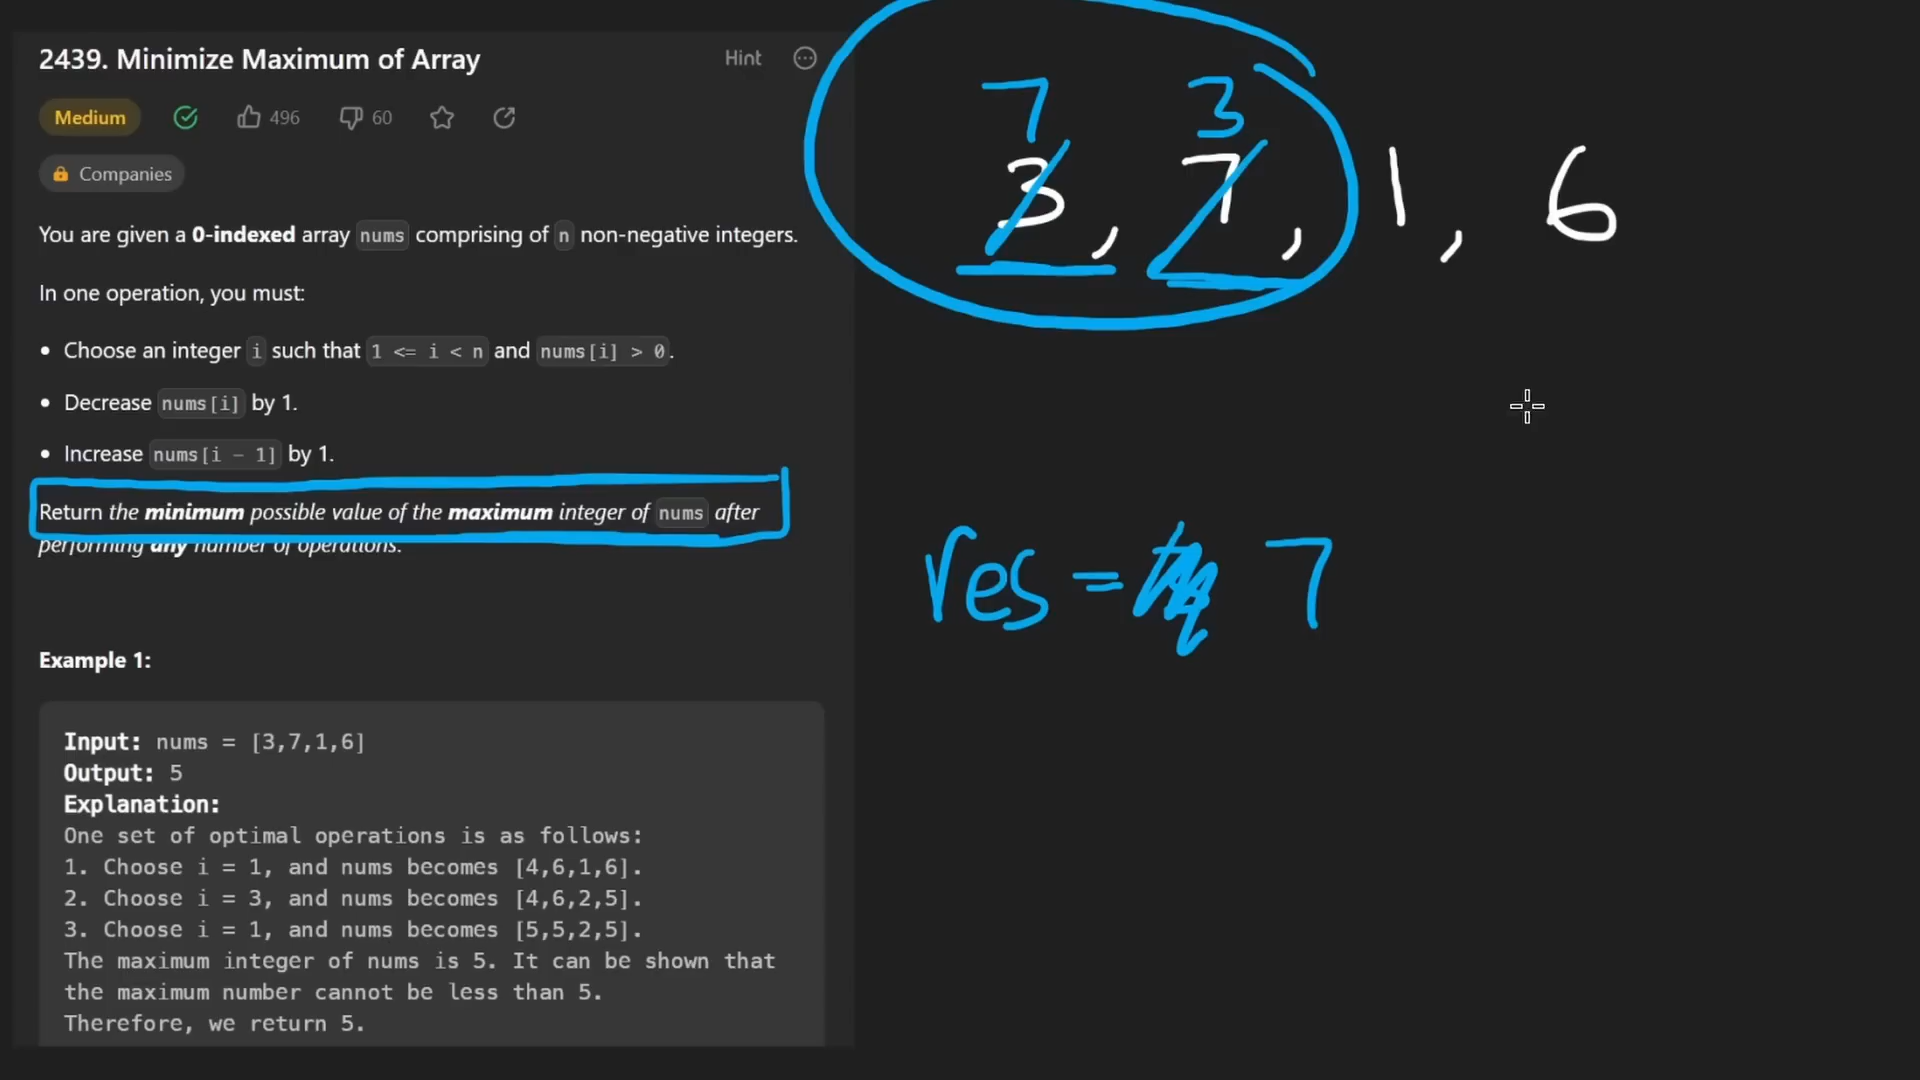 2439. Minimize Maximum of Array
Hint
Medium
496
60
Companies
You are given a 0-indexed array nums comprising of n non-negative integers.
In one operation, you must:
• Choose an integer i such that 1 <= i < n and nums[i] > 0.
• Decrease nums[i] by 1.
• Increase nums[i - 1] by 1.
Return the minimum possible value of the maximum integer of nums after
performing any number of operations.
Example 1:
Input: nums = [3,7,1,6]
Output: 5
Explanation:
One set of optimal operations is as follows:
1. Choose i = 1, and nums becomes [4,6,1,6].
2. Choose i = 3, and nums becomes [4,6,2,5].
3. Choose i = 1, and nums becomes [5,5,2,5].
The maximum integer of nums is 5. It can be shown that
the maximum number cannot be less than 5.
Therefore, we return 5.
7 3
3, 7, 1, 6
res = 7